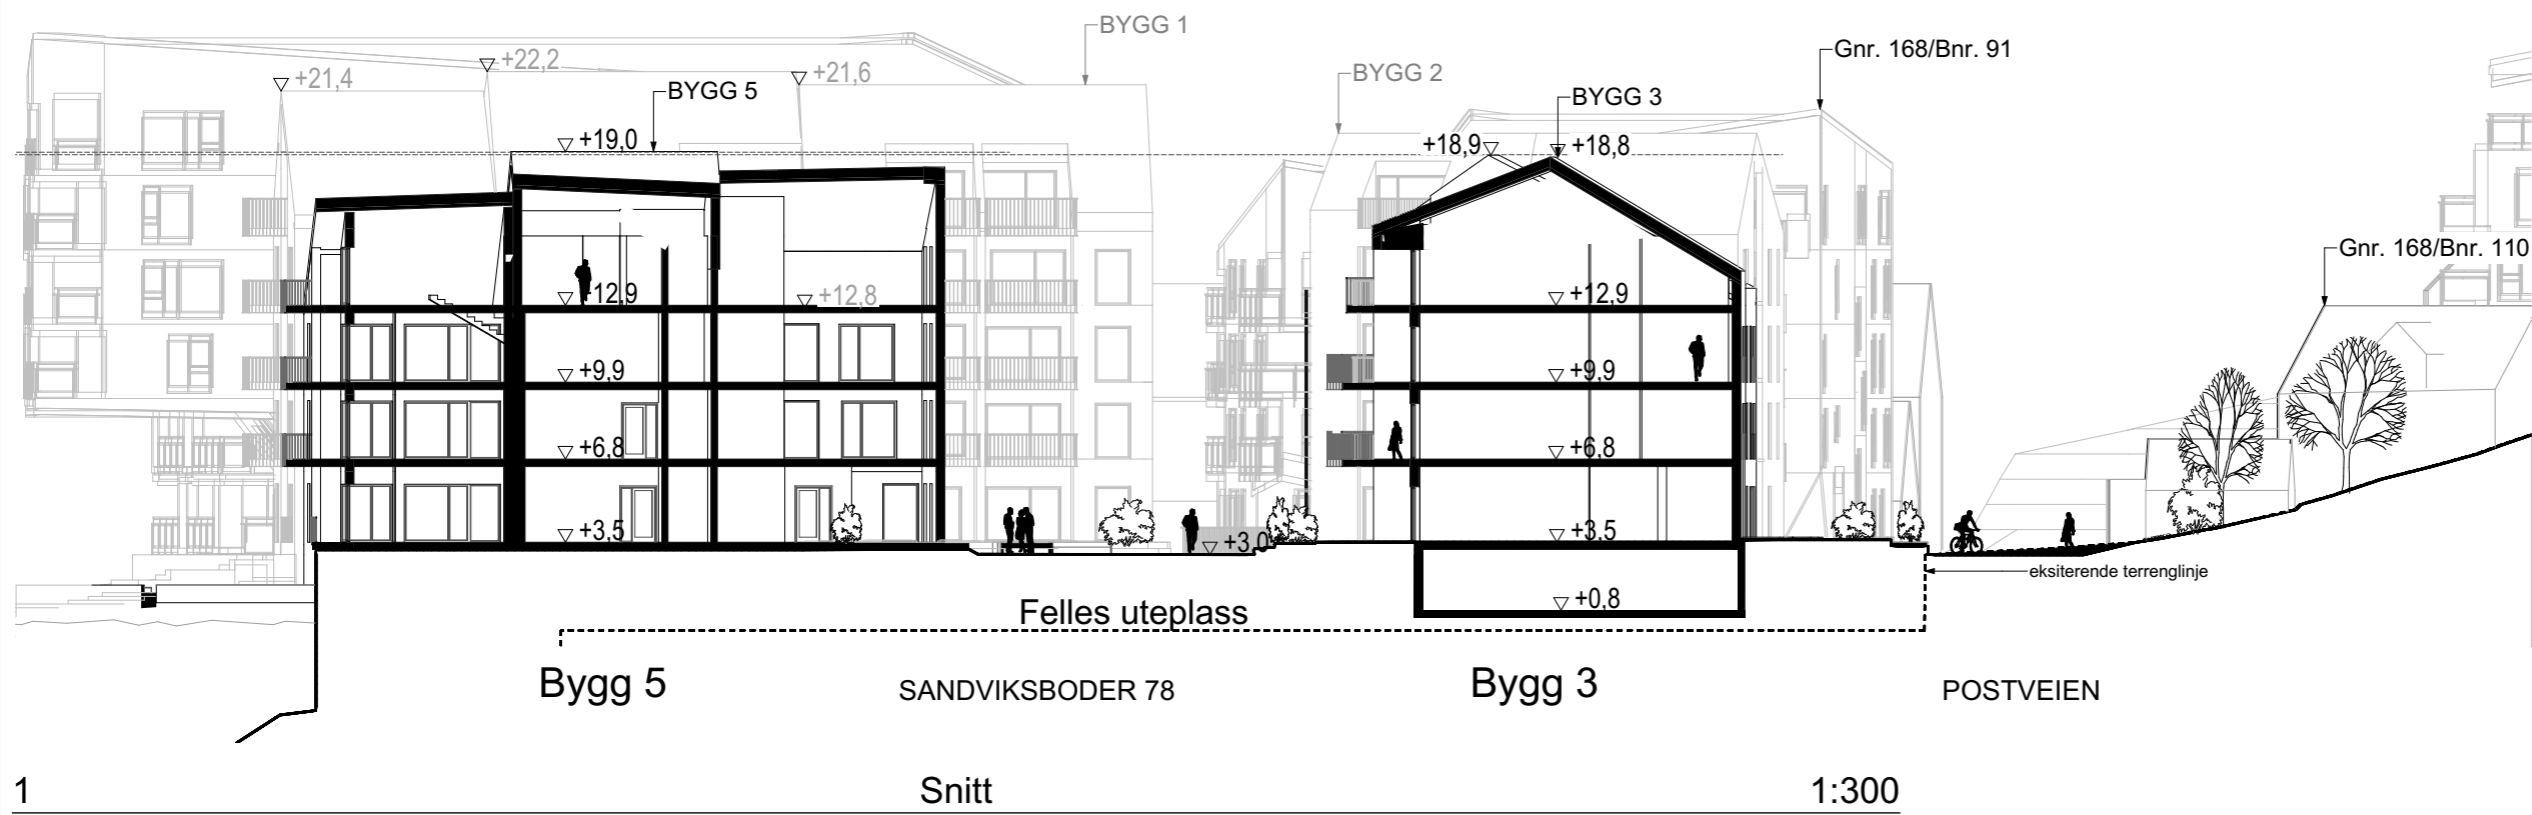 BYGG 1
Gnr. 168/Bnr. 91
+22,2
+21,4
+21,6
BYGG 2
BYGG 5
BYGG 3
+19,0
+18,9
+18,8
Gnr. 168/Bnr. 110
12,9
+12,8
+12,9
+9,9
+9,9
+6,8
+6,8
+3,5
+3,0
+3,5
eksiterende terrenglinje
+0,8
Felles uteplass
Bygg 5
SANDVIKSBODER 78
Bygg 3
POSTVEIEN
1
Snitt
1:300